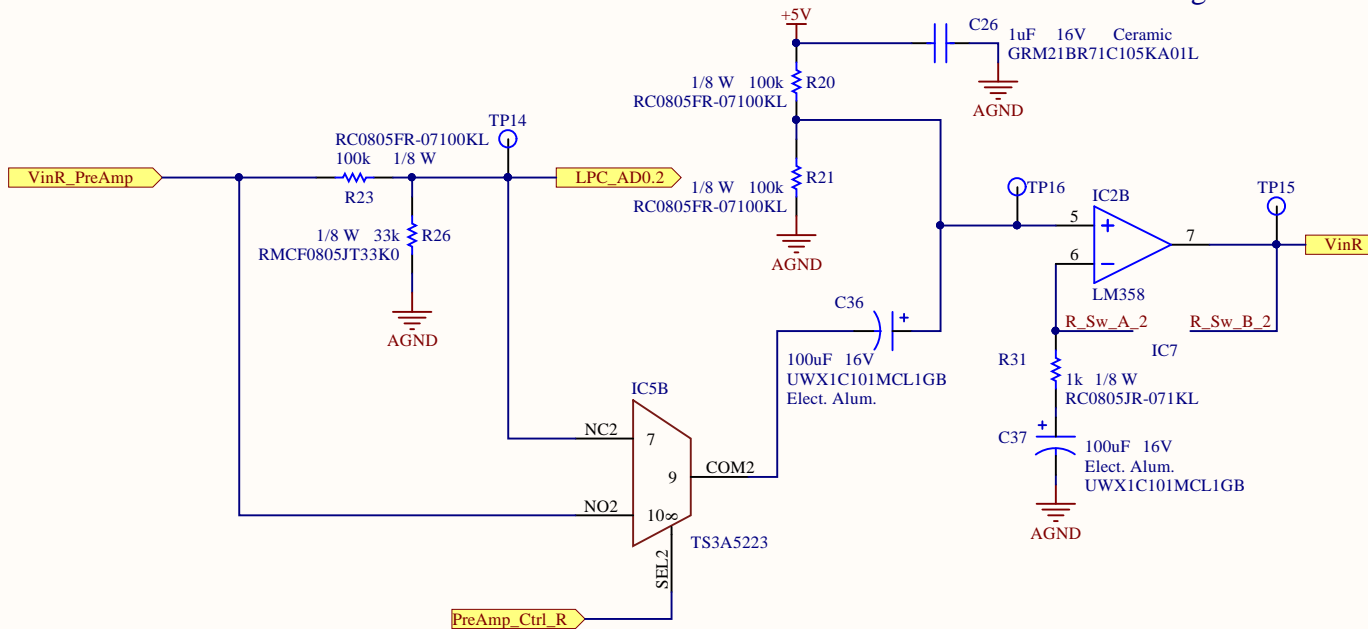 +5V
C26
1uF 16V Ceramic
GRM21BR71C105KA01L
AGND
1/8 W 100k R20
RC0805FR-07100KL
TP14
RC0805FR-07100KL
100k 1/8 W
VinR_PreAmp
R23
LPC_AD0.2
1/8 W 100k R21
RC0805FR-07100KL
AGND
1/8 W 33k R26
RMCF0805JT33K0
AGND
TP16
IC2B
TP15
5
+
7
6
−
LM358
VinR
C36
+
100uF 16V
UWX1C101MCL1GB
Elect. Alum.
R_Sw_A_2
R_Sw_B_2
IC7
R31
1k 1/8 W
RC0805JR-071KL
+
C37
100uF 16V
Elect. Alum.
UWX1C101MCL1GB
AGND
IC5B
NC2
7
9
COM2
NO2
10∞
TS3A5223
SEL2
PreAmp_Ctrl_R